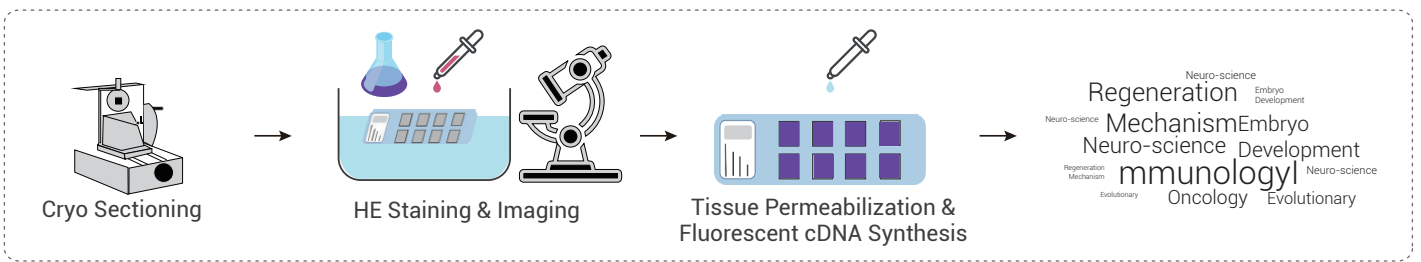 Cryo Sectioning
HE Staining & Imaging
Tissue Permeabilization &
Fluorescent cDNA Synthesis
Neuro-science
Regeneration
Embryo
Development
Neuro-science
Mechanism
Embryo
Neuro-science
Development
Regeneration
Mechanism
mmunologyl
Neuro-science
Evolutionary
Oncology
Evolutionary